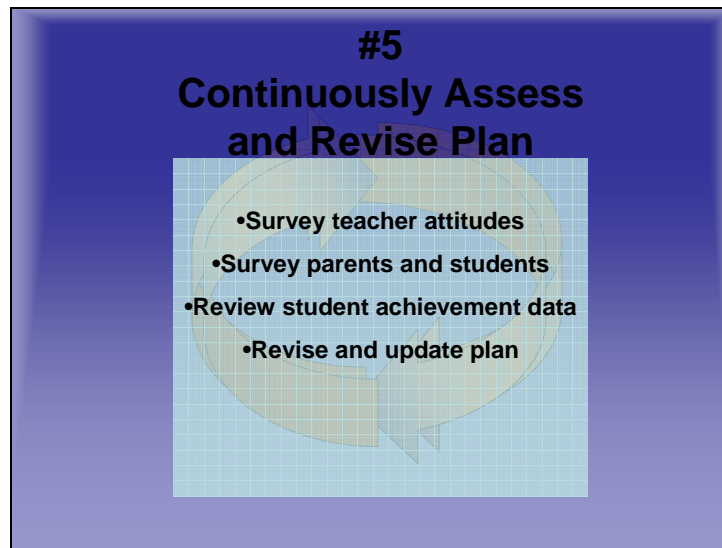 #5
Continuously Assess
and Revise Plan
•Survey teacher attitudes
•Survey parents and students
•Review student achievement data
•Revise and update plan